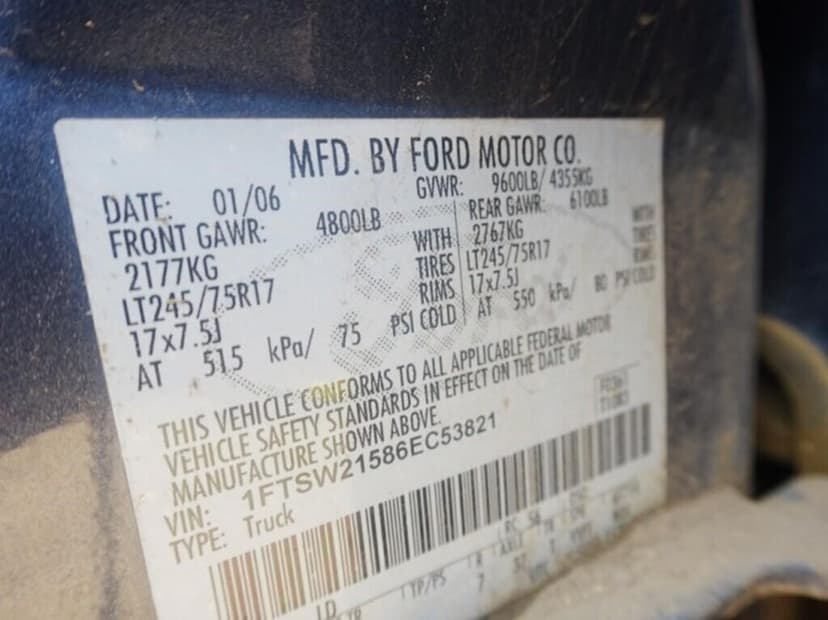 MFD. BY FORD MOTOR CO.
DATE: 01/06 GVWR: 9600LB/ 4355KG
FRONT GAWR: 4800LB REAR GAWR: 6100LB
2177KG WITH 2767KG WITH
LT245/75R17 TIRES LT245/75R17 TIRES
17x7.5J RIMS 17x7.5J RIMS
AT 515 kPa/ 75 PSI COLD AT 550 kPa/ 80 PSI COLD
THIS VEHICLE CONFORMS TO ALL APPLICABLE FEDERAL MOTOR
VEHICLE SAFETY STANDARDS IN EFFECT ON THE DATE OF
MANUFACTURE SHOWN ABOVE.
VIN: 1FTSW21586EC53821
TYPE: Truck